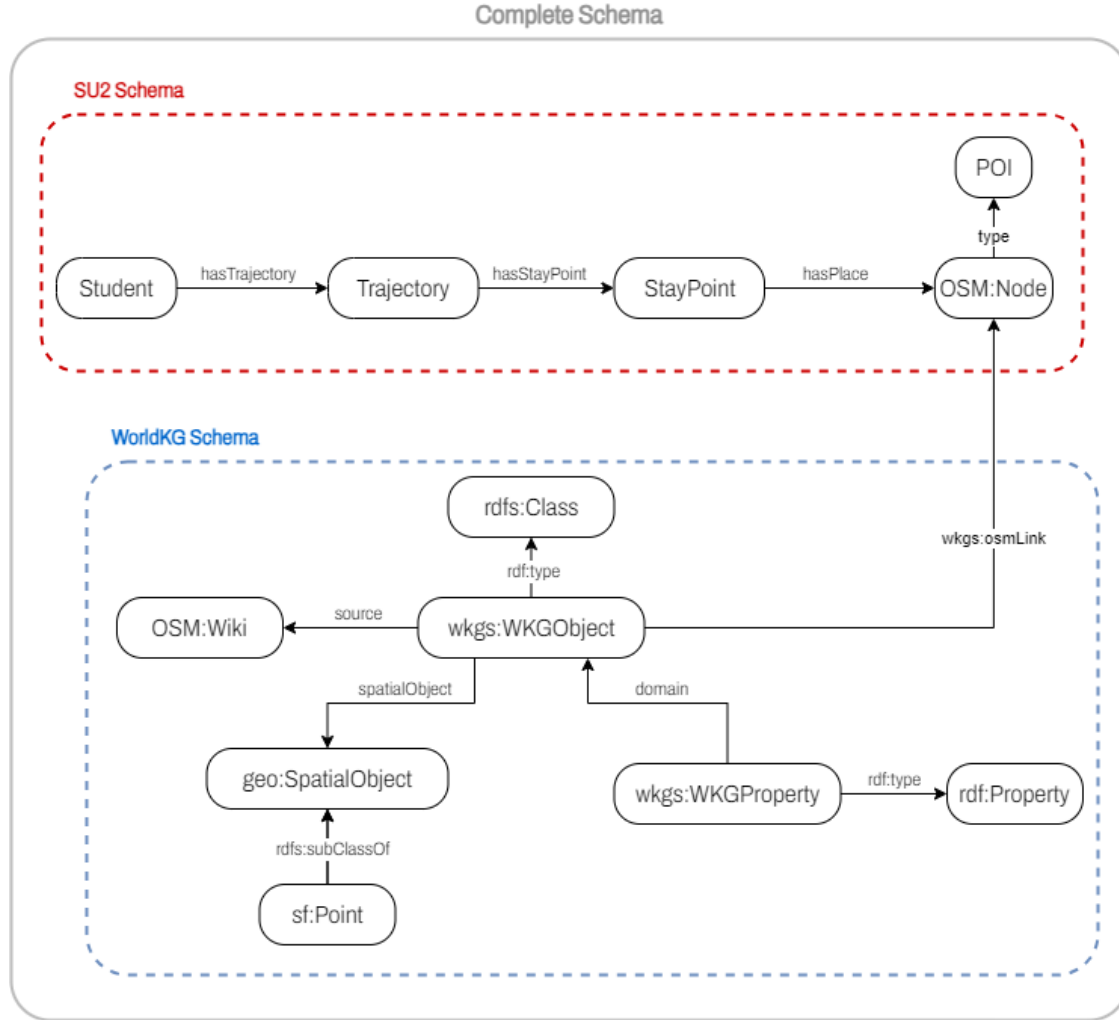 Complete Schema
SU2 Schema
POI
type
Student
hasTrajectory
Trajectory
hasStayPoint
StayPoint
hasPlace
OSM:Node
WorldKG Schema
rdfs:Class
wkgs:osmLink
rdf:type
OSM:Wiki
source
wkgs:WKGObject
spatialObject
domain
geo:SpatialObject
wkgs:WKGProperty
rdf:type
rdf:Property
rdfs:subClassOf
sf:Point